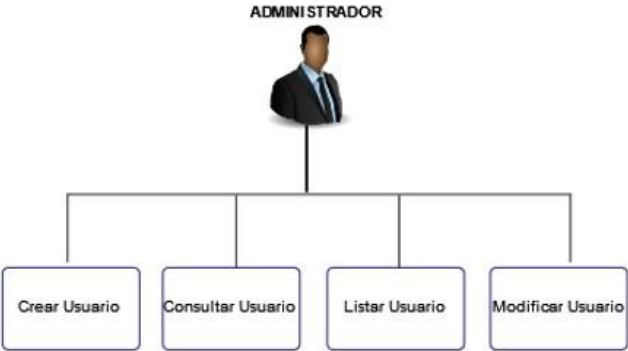 ADMINISTRADOR
Crear Usuario
Consultar Usuario
Listar Usuario
Modificar Usuario